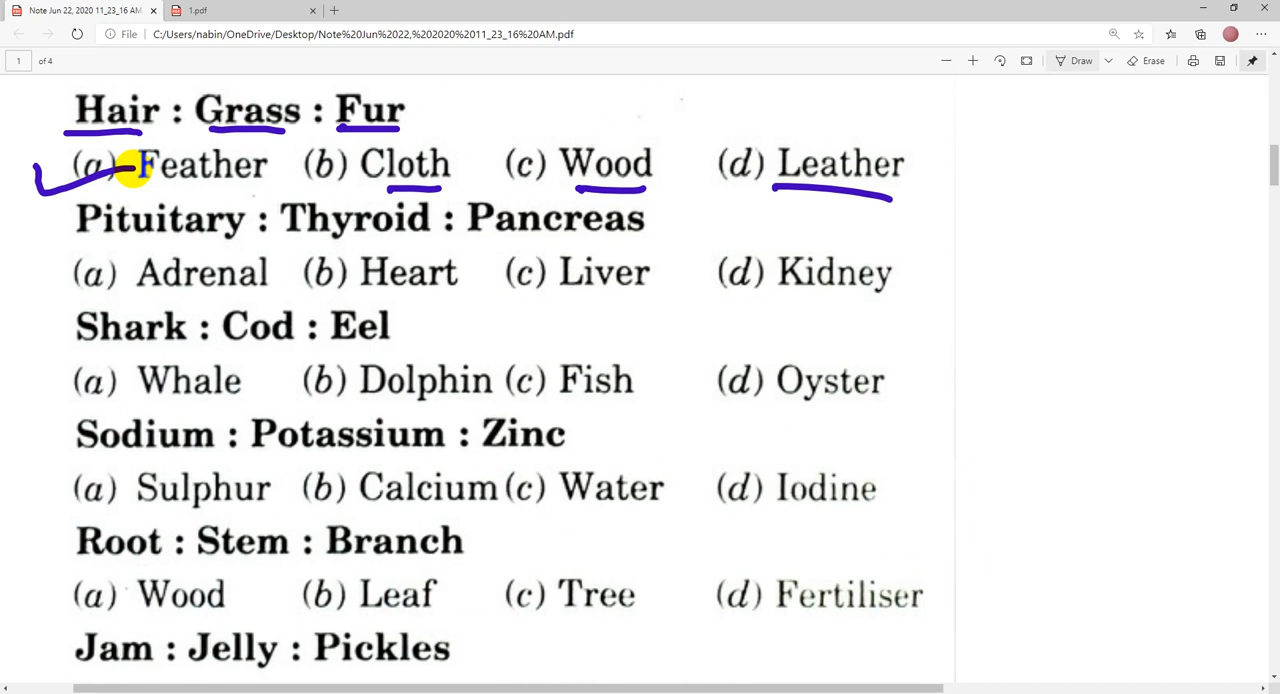 Note Jun 22, 2020 11_23_16 AM. 1.pdf
File C:/Users/nabin/OneDrive/Desktop/Note%20Jun%2022,%202020%2011_23_16%20AM.pdf
1 of 4 Draw Erase
Hair : Grass : Fur
(a) Feather (b) Cloth (c) Wood (d) Leather
Pituitary : Thyroid : Pancreas
(a) Adrenal (b) Heart (c) Liver (d) Kidney
Shark : Cod : Eel
(a) Whale (b) Dolphin (c) Fish (d) Oyster
Sodium : Potassium : Zinc
(a) Sulphur (b) Calcium (c) Water (d) Iodine
Root : Stem : Branch
(a) Wood (b) Leaf (c) Tree (d) Fertiliser
Jam : Jelly : Pickles